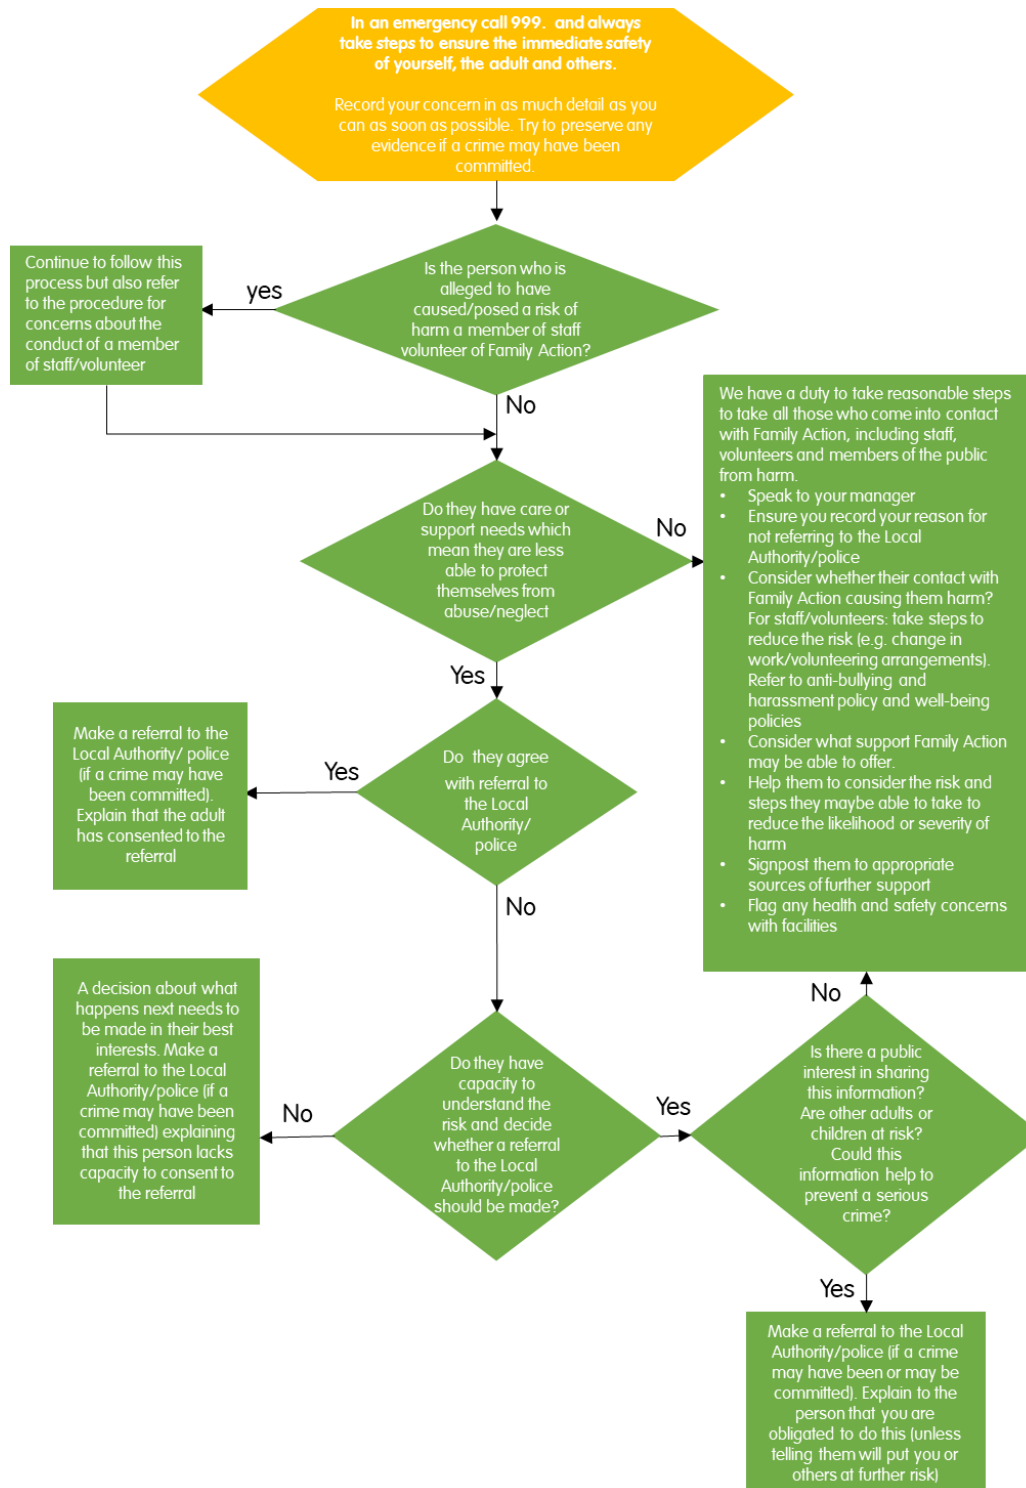 In an emergency call 999.  and always
take steps to ensure the immediate safety
of yourself, the adult and others.
Record your concern in as much detail as you
can as soon as possible. Try to preserve any
evidence if a crime may have been
committed.
Is the person who is
alleged to have
caused/posed a risk of
harm a member of staff
volunteer of Family Action?
yes
Continue to follow this
process but also refer
to the procedure for
concerns about the
conduct of a member
of staff/volunteer
No
Do they have care or
support needs which
mean they are less
able to protect
themselves from
abuse/neglect
No
We have a duty to take reasonable steps
to take all those who come into contact
with Family Action, including staff,
volunteers and members of the public
from harm.
• Speak to your manager
• Ensure you record your reason for
not referring to the Local
Authority/police
• Consider whether their contact with
Family Action causing them harm?
For staff/volunteers: take steps to
reduce the risk (e.g. change in
work/volunteering arrangements).
Refer to anti-bullying and
harassment policy and well-being
policies
• Consider what support Family Action
may be able to offer.
• Help them to consider the risk and
steps they maybe able to take to
reduce the likelihood or severity of
harm
• Signpost them to appropriate
sources of further support
• Flag any health and safety concerns
with facilities
Yes
Do they agree
with referral to
the Local
Authority/
police
Yes
Make a referral to the
Local Authority/ police
(if a crime may have
been committed).
Explain that the adult
has consented to the
referral
No
Do they have
capacity to
understand the
risk and decide
whether a referral
to the Local
Authority/police
should be made?
No
A decision about what
happens next needs to
be made in their best
interests. Make a
referral to the Local
Authority/police (if a
crime may have been
committed) explaining
that this person lacks
capacity to consent to
the referral
Yes
Is there a public
interest in sharing
this information?
Are other adults or
children at risk?
Could this
information help to
prevent a serious
crime?
No
Yes
Make a referral to the Local
Authority/police (if a crime
may have been or may be
committed). Explain to the
person that you are
obligated to do this (unless
telling them will put you or
others at further risk)